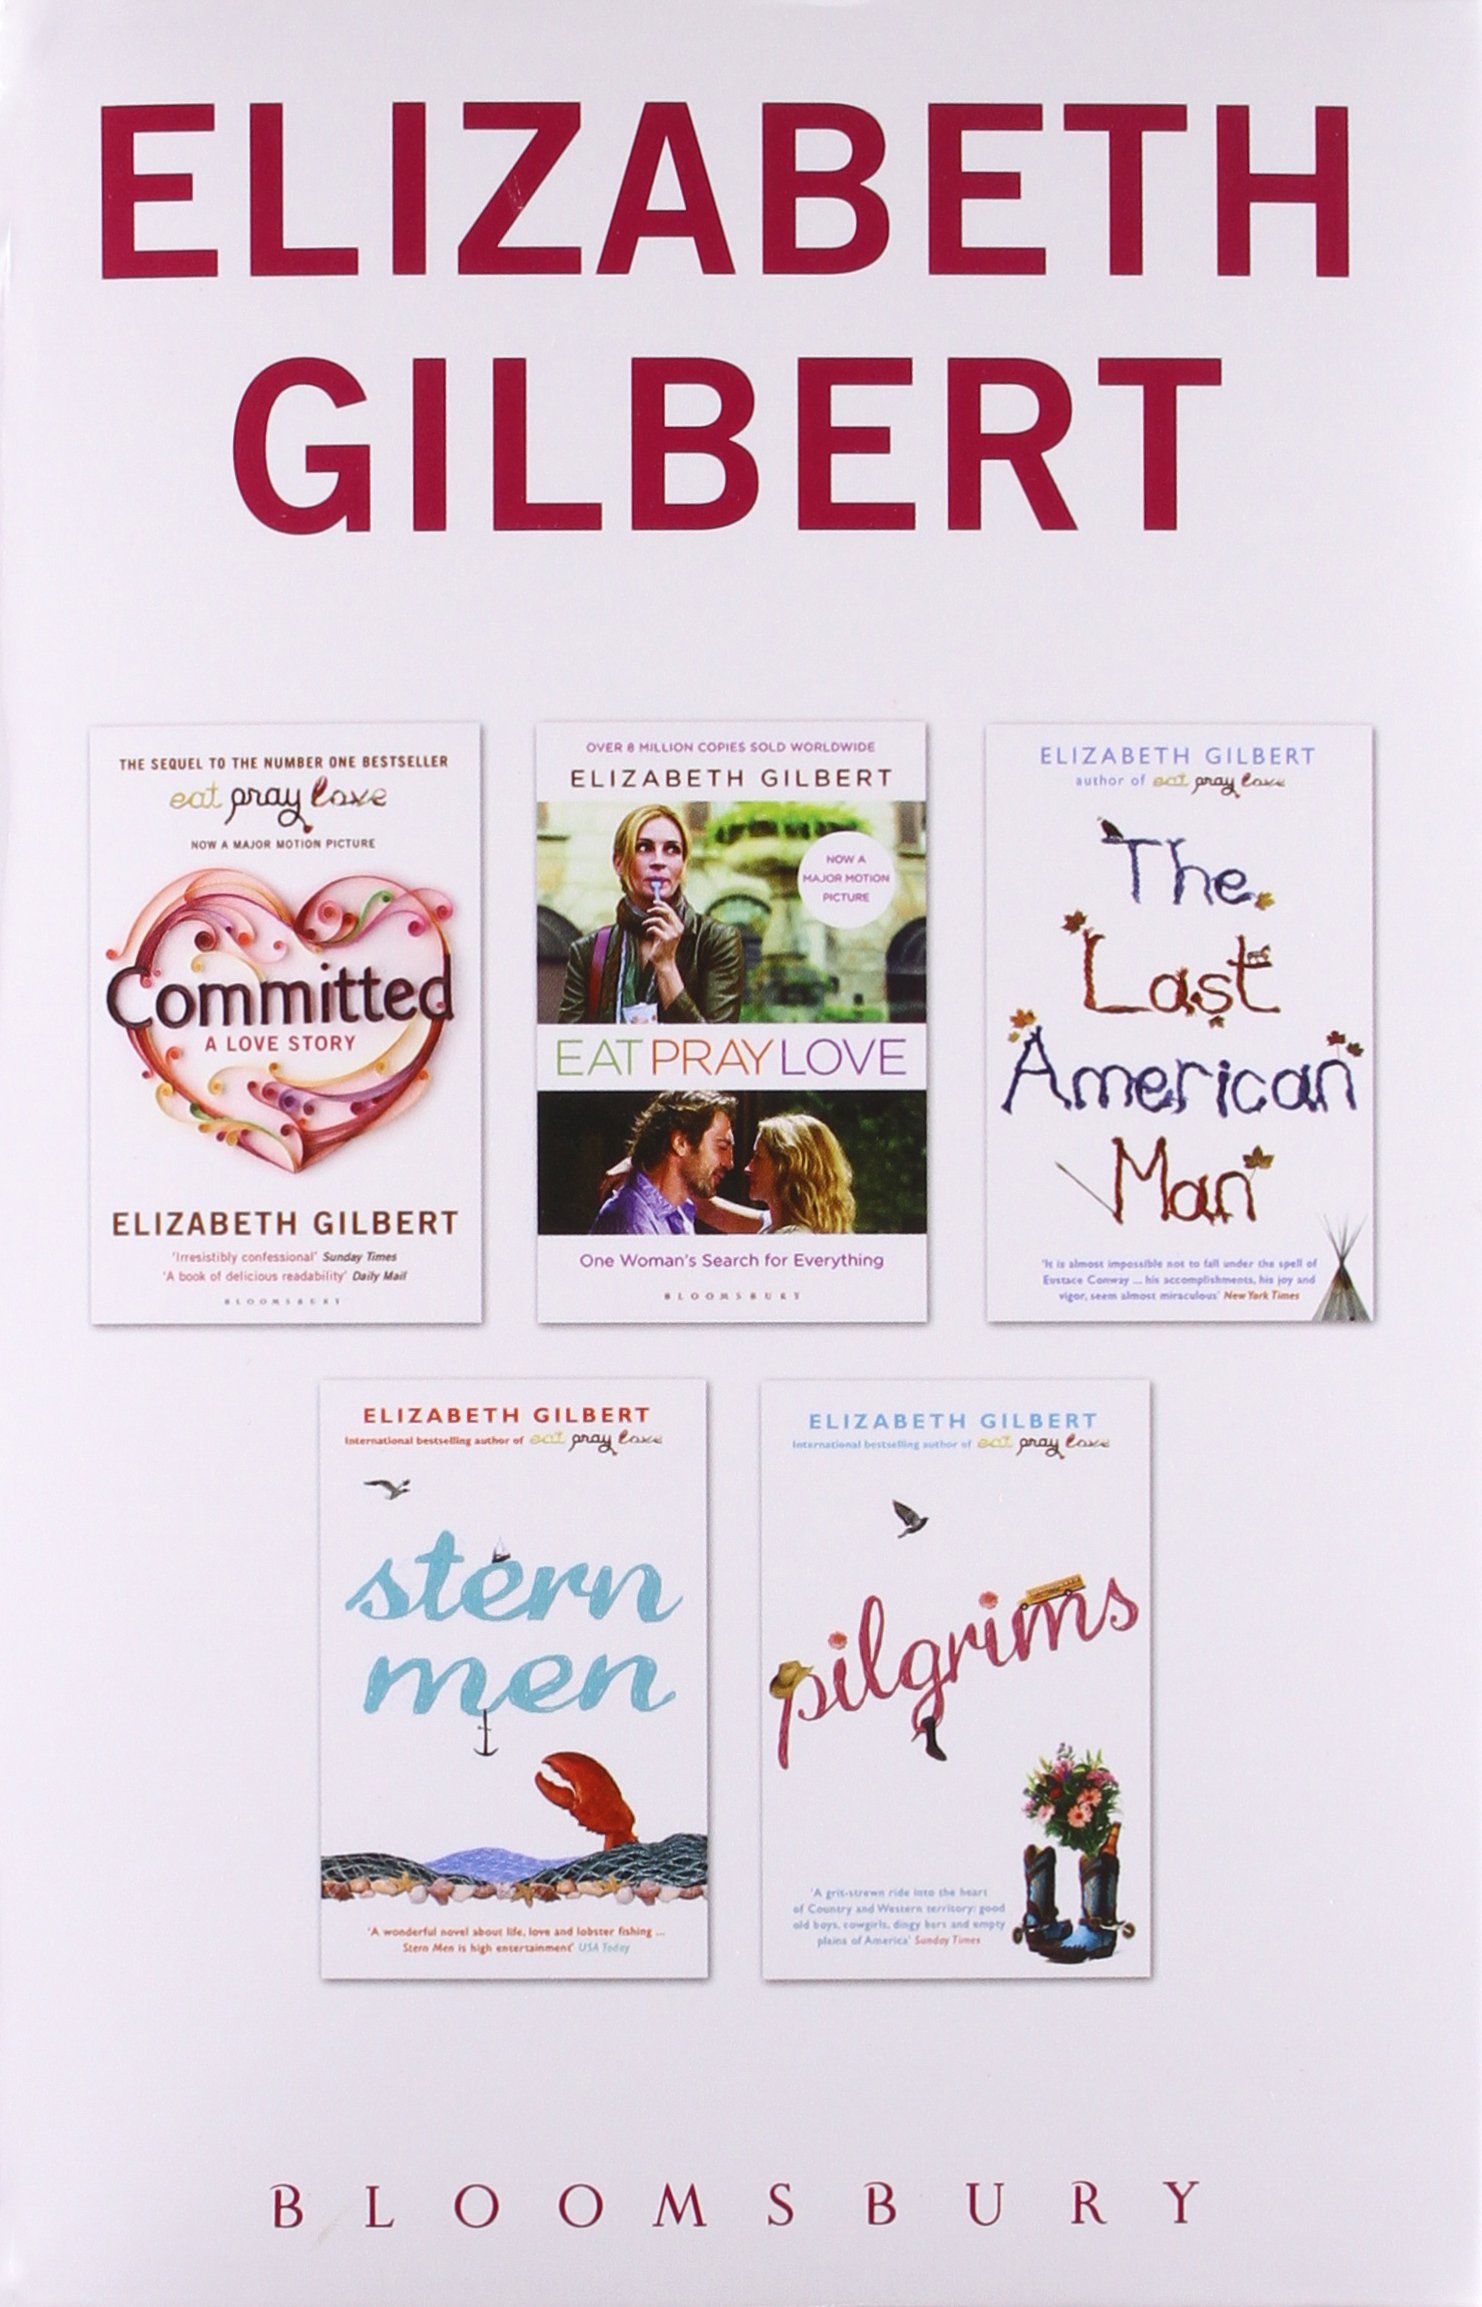 ELIZABETH
GILBERT
THE SEQUEL TO THE NUMBER ONE BESTSELLER
eat pray love
NOW A MAJOR MOTION PICTURE
Committed
A LOVE STORY
ELIZABETH GILBERT
'Irresistibly confessional' Sunday Times
'A book of delicious readability' Daily Mail
BLOOMSBURY
OVER 8 MILLION COPIES SOLD WORLDWIDE
ELIZABETH GILBERT
NOW A
MAJOR MOTION
PICTURE
EAT PRAY LOVE
One Woman's Search for Everything
BLOOMSBURY
ELIZABETH GILBERT
author of eat pray love
The
Last
American
Man
'It is almost impossible not to fall under the spell of
Eustace Conway ... his accomplishments, his joy and
vigor, seem almost miraculous' New York Times
ELIZABETH GILBERT
International bestselling author of eat pray love
stern
men
'A wonderful novel about life, love and lobster fishing ...
Stern Men is high entertainment' USA Today
ELIZABETH GILBERT
International bestselling author of eat pray love
pilgrims
'A grit-strewn ride into the heart
of Country and Western territory: good
old boys, cowgirls, dingy bars and empty
plains of America' Sunday Times
BLOOMSBURY